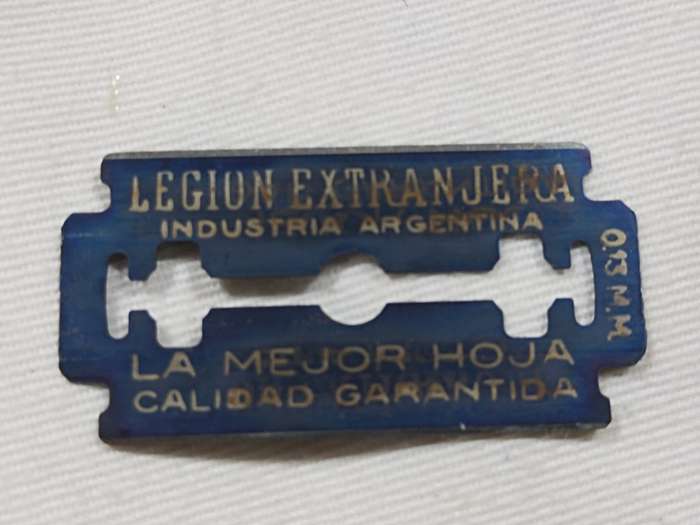 LEGION EXTRANJERA
INDUSTRIA ARGENTINA
0.13 M.M
LA MEJOR HOJA
CALIDAD GARANTIDA